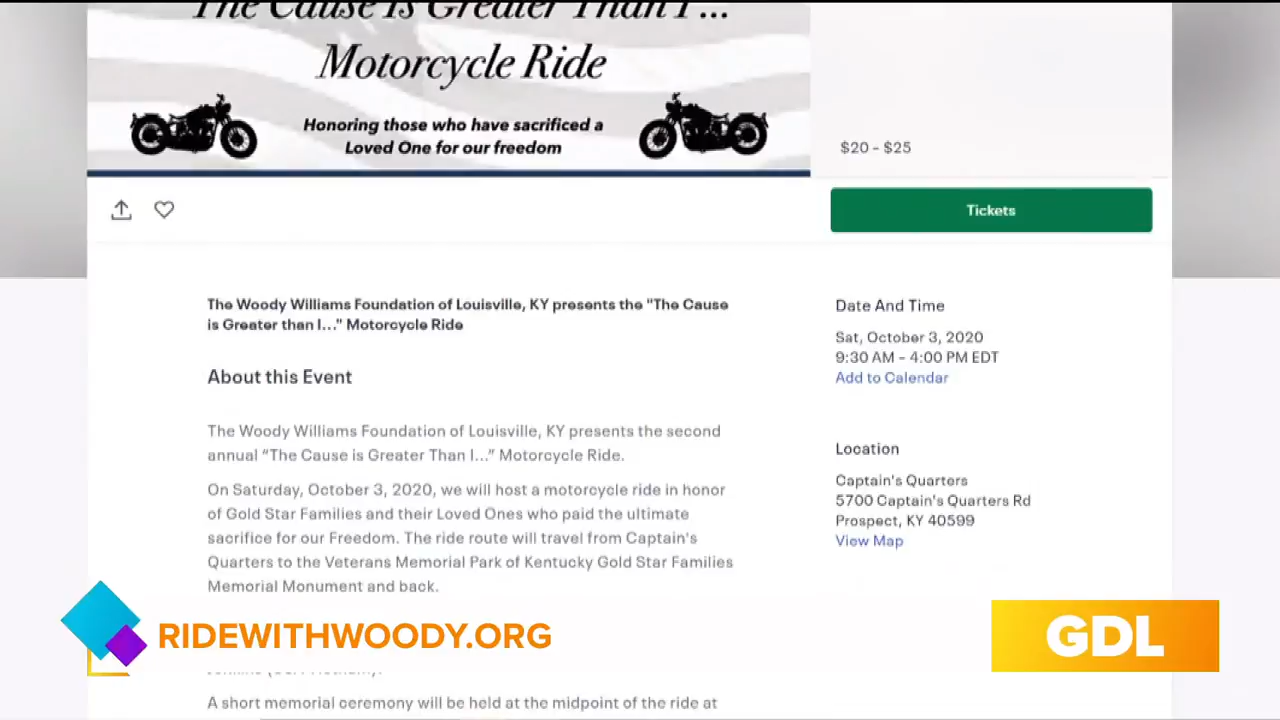 The Cause Is Greater Than I...
Motorcycle Ride
Honoring those who have sacrificed a
Loved One for our freedom
$20 – $25
Tickets
The Woody Williams Foundation of Louisville, KY presents the "The Cause
is Greater than I..." Motorcycle Ride
About this Event
The Woody Williams Foundation of Louisville, KY presents the second
annual “The Cause is Greater Than I...” Motorcycle Ride.
On Saturday, October 3, 2020, we will host a motorcycle ride in honor
of Gold Star Families and their Loved Ones who paid the ultimate
sacrifice for our Freedom. The ride route will travel from Captain's
Quarters to the Veterans Memorial Park of Kentucky Gold Star Families
Memorial Monument and back.
A short memorial ceremony will be held at the midpoint of the ride at
Date And Time
Sat, October 3, 2020
9:30 AM – 4:00 PM EDT
Add to Calendar
Location
Captain's Quarters
5700 Captain's Quarters Rd
Prospect, KY 40599
View Map
RIDEWITHWOODY.ORG
GDL